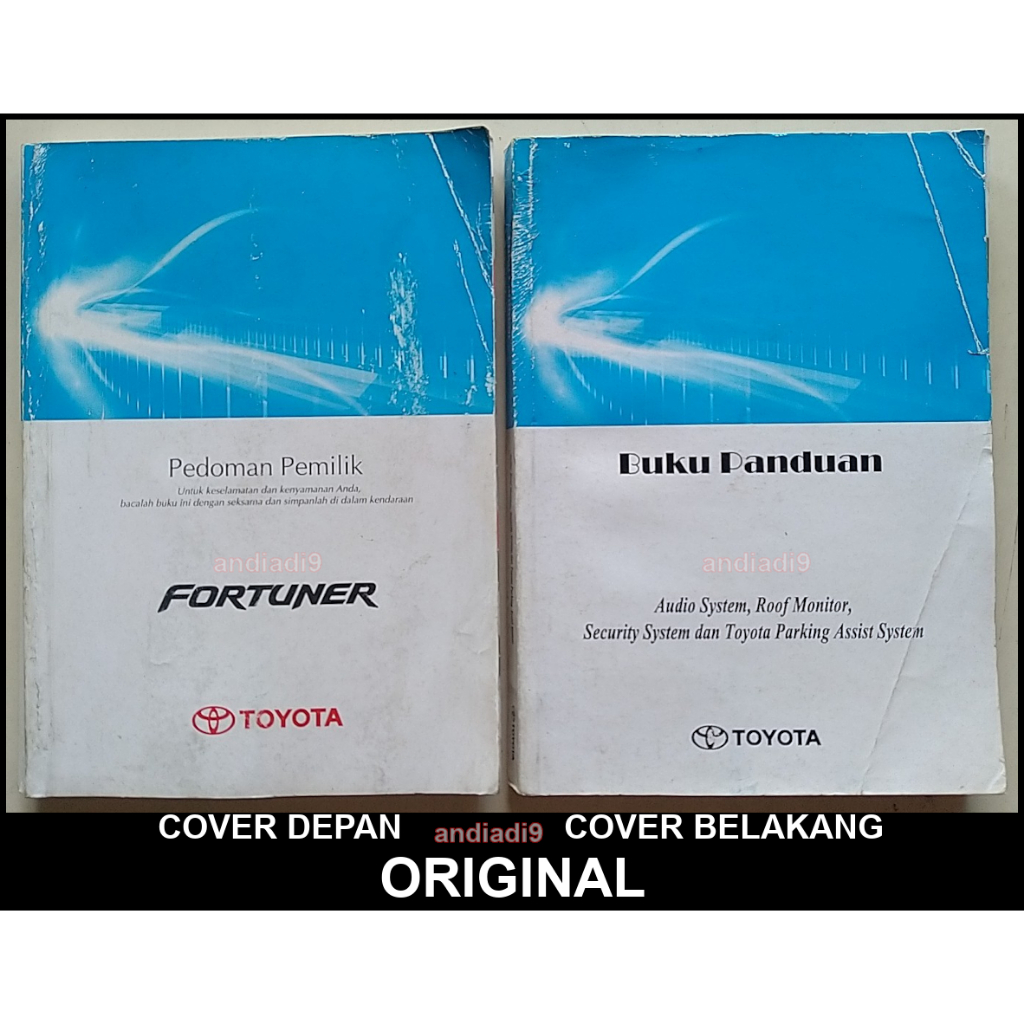 Pedoman Pemilik
Untuk keselamatan dan kenyamanan Anda,
bacalah buku ini dengan seksama dan simpanlah di dalam kendaraan
andiadi9
FORTUNER
TOYOTA
Buku Panduan
andiadi9
Audio System, Roof Monitor,
Security System dan Toyota Parking Assist System
TOYOTA
COVER DEPAN
andiadi9
COVER BELAKANG
ORIGINAL